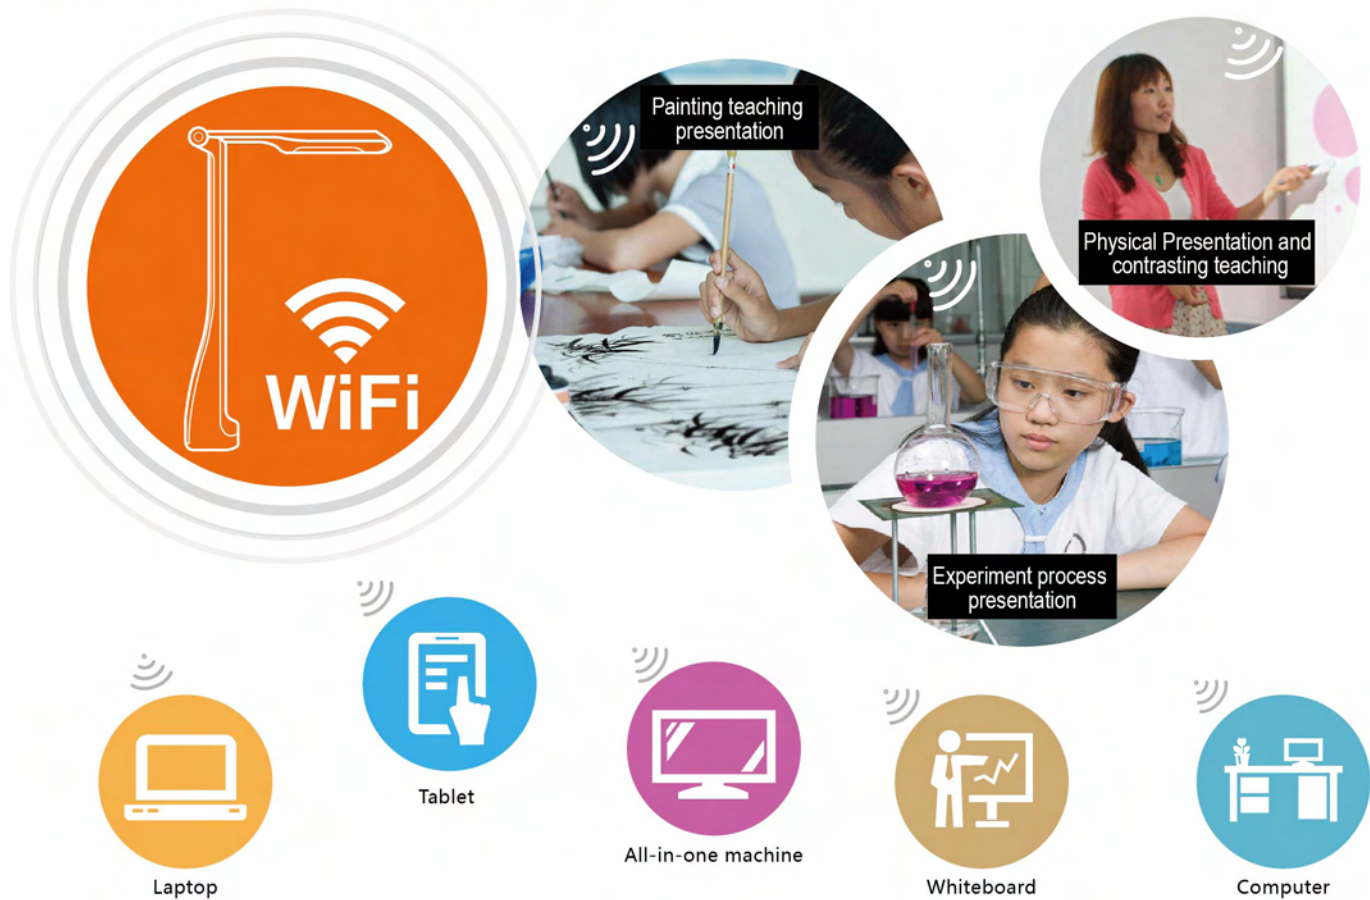 WiFi
Painting teaching
presentation
Physical Presentation and
contrasting teaching
Experiment process
presentation
Tablet
All-in-one machine
Laptop
Whiteboard
Computer